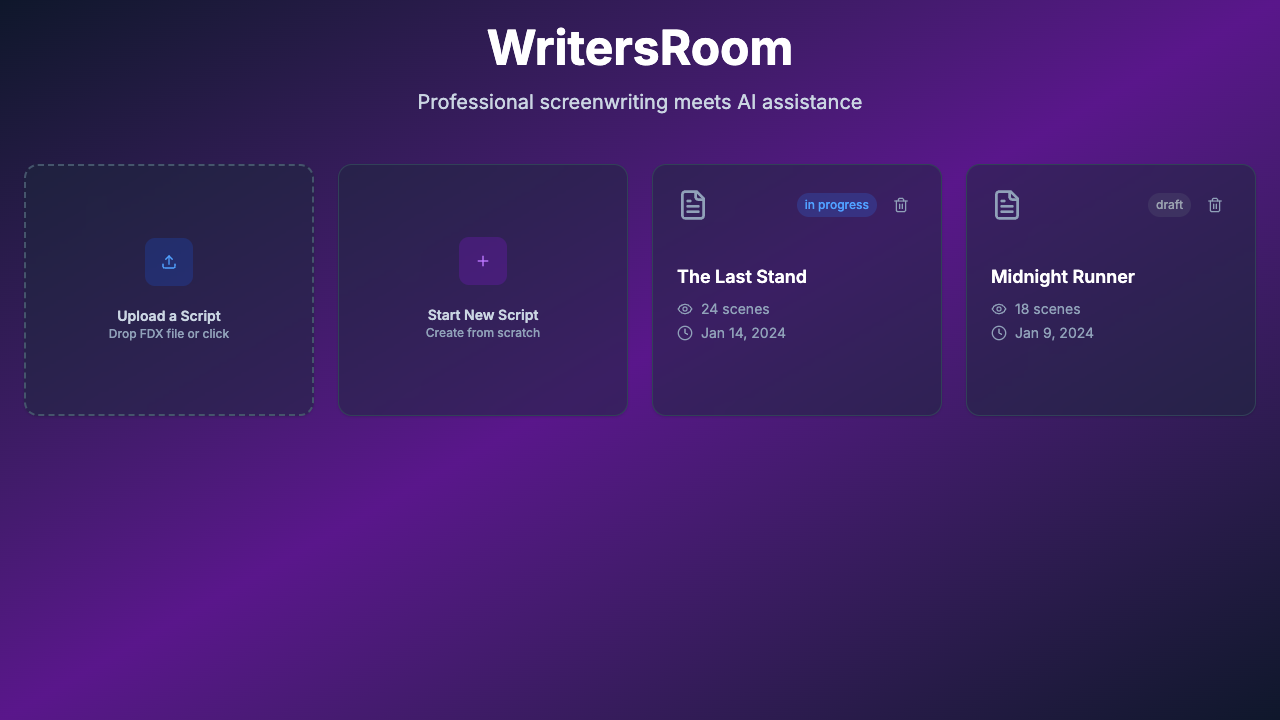 WritersRoom
Professional screenwriting meets AI assistance
Upload a Script
Drop FDX file or click
Start New Script
Create from scratch
in progress
The Last Stand
24 scenes
Jan 14, 2024
draft
Midnight Runner
18 scenes
Jan 9, 2024